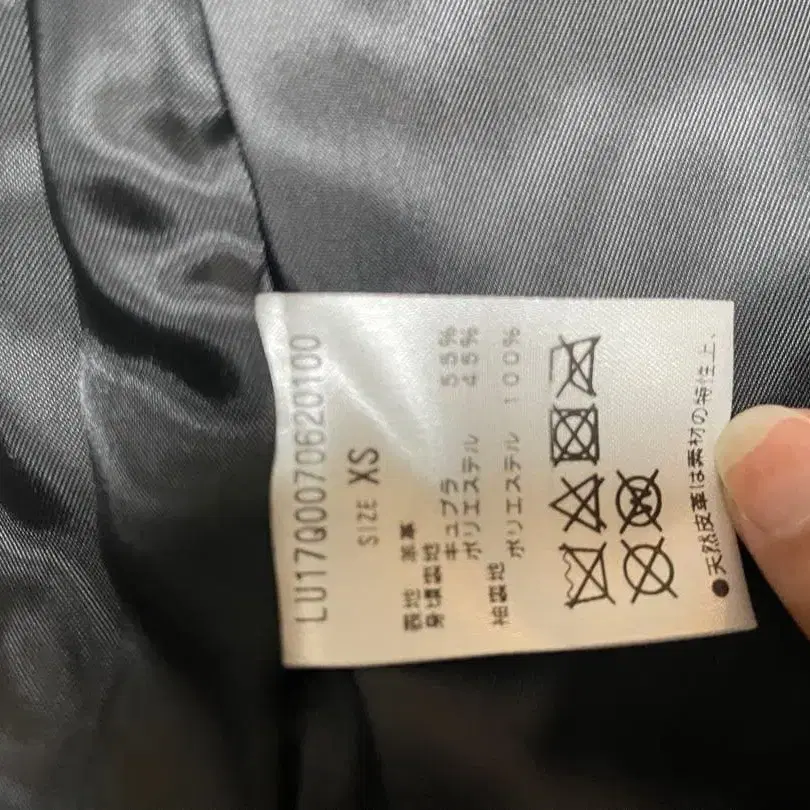 LU17Q0070620100
SIZE XS
表地 羊革
身頃裏地
キュプラ 55%
ポリエステル 45%
袖裏地
ポリエステル 100%
●天然皮革は素材の特性上、